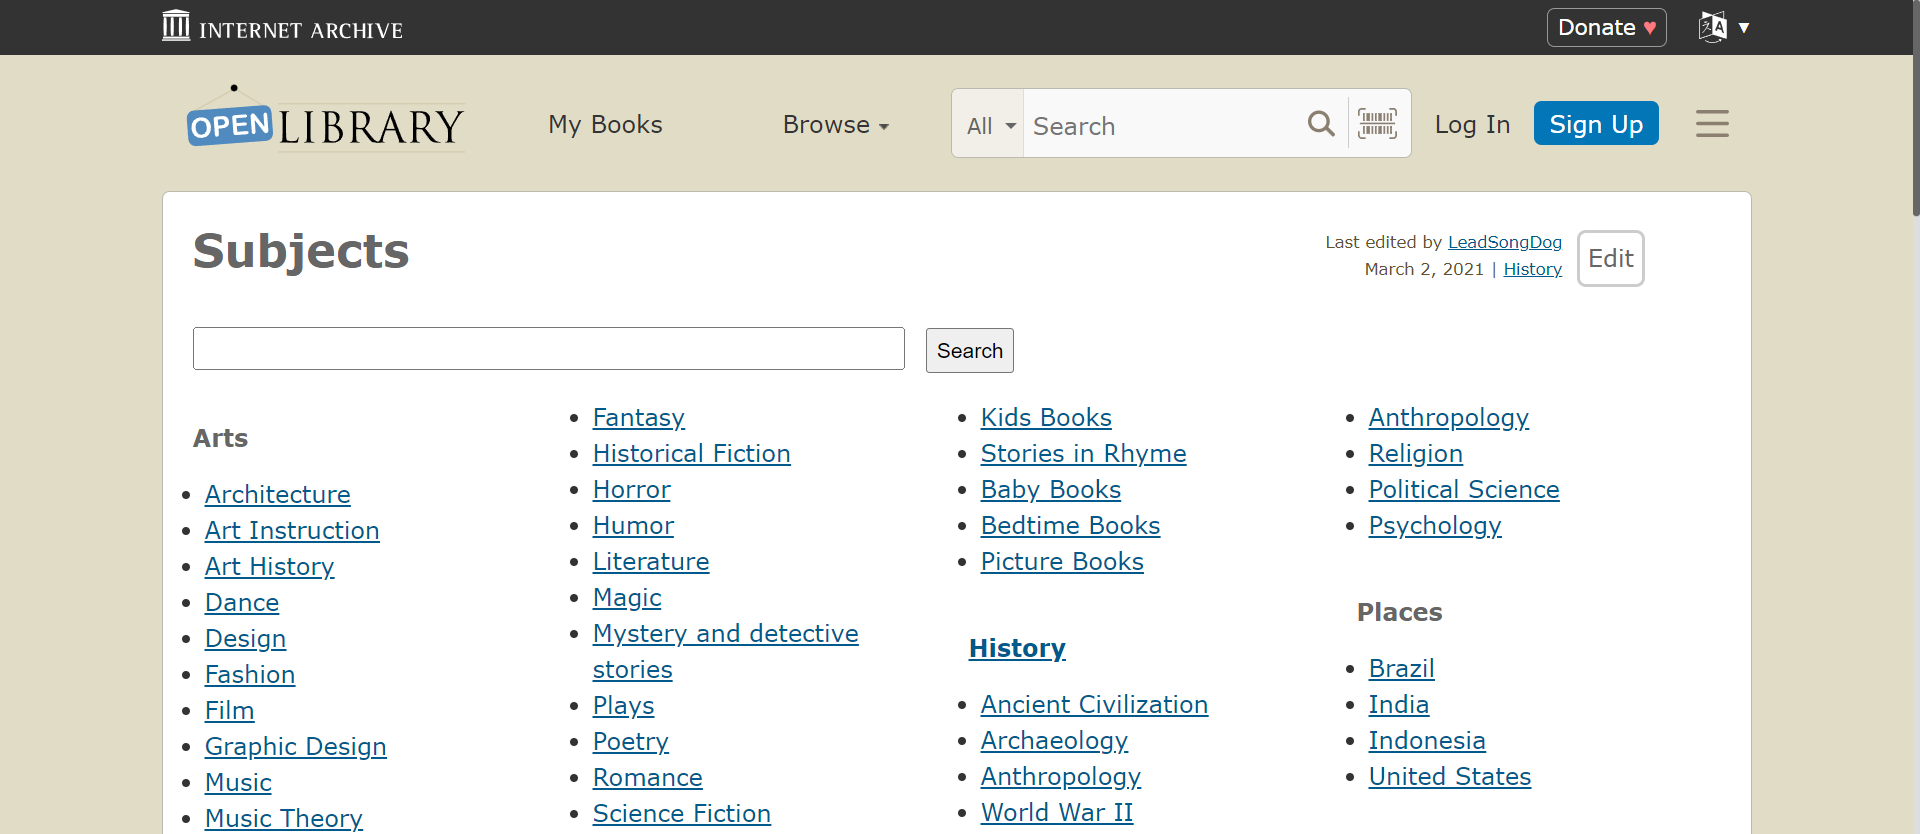 INTERNET ARCHIVE
Donate ♥
OPEN LIBRARY
My Books
Browse
All
Search
Log In
Sign Up
Subjects
Last edited by LeadSongDog
March 2, 2021 | History
Edit
Search
Arts
Architecture
Art Instruction
Art History
Dance
Design
Fashion
Film
Graphic Design
Music
Music Theory
Fantasy
Historical Fiction
Horror
Humor
Literature
Magic
Mystery and detective
stories
Plays
Poetry
Romance
Science Fiction
Kids Books
Stories in Rhyme
Baby Books
Bedtime Books
Picture Books
History
Ancient Civilization
Archaeology
Anthropology
World War II
Anthropology
Religion
Political Science
Psychology
Places
Brazil
India
Indonesia
United States